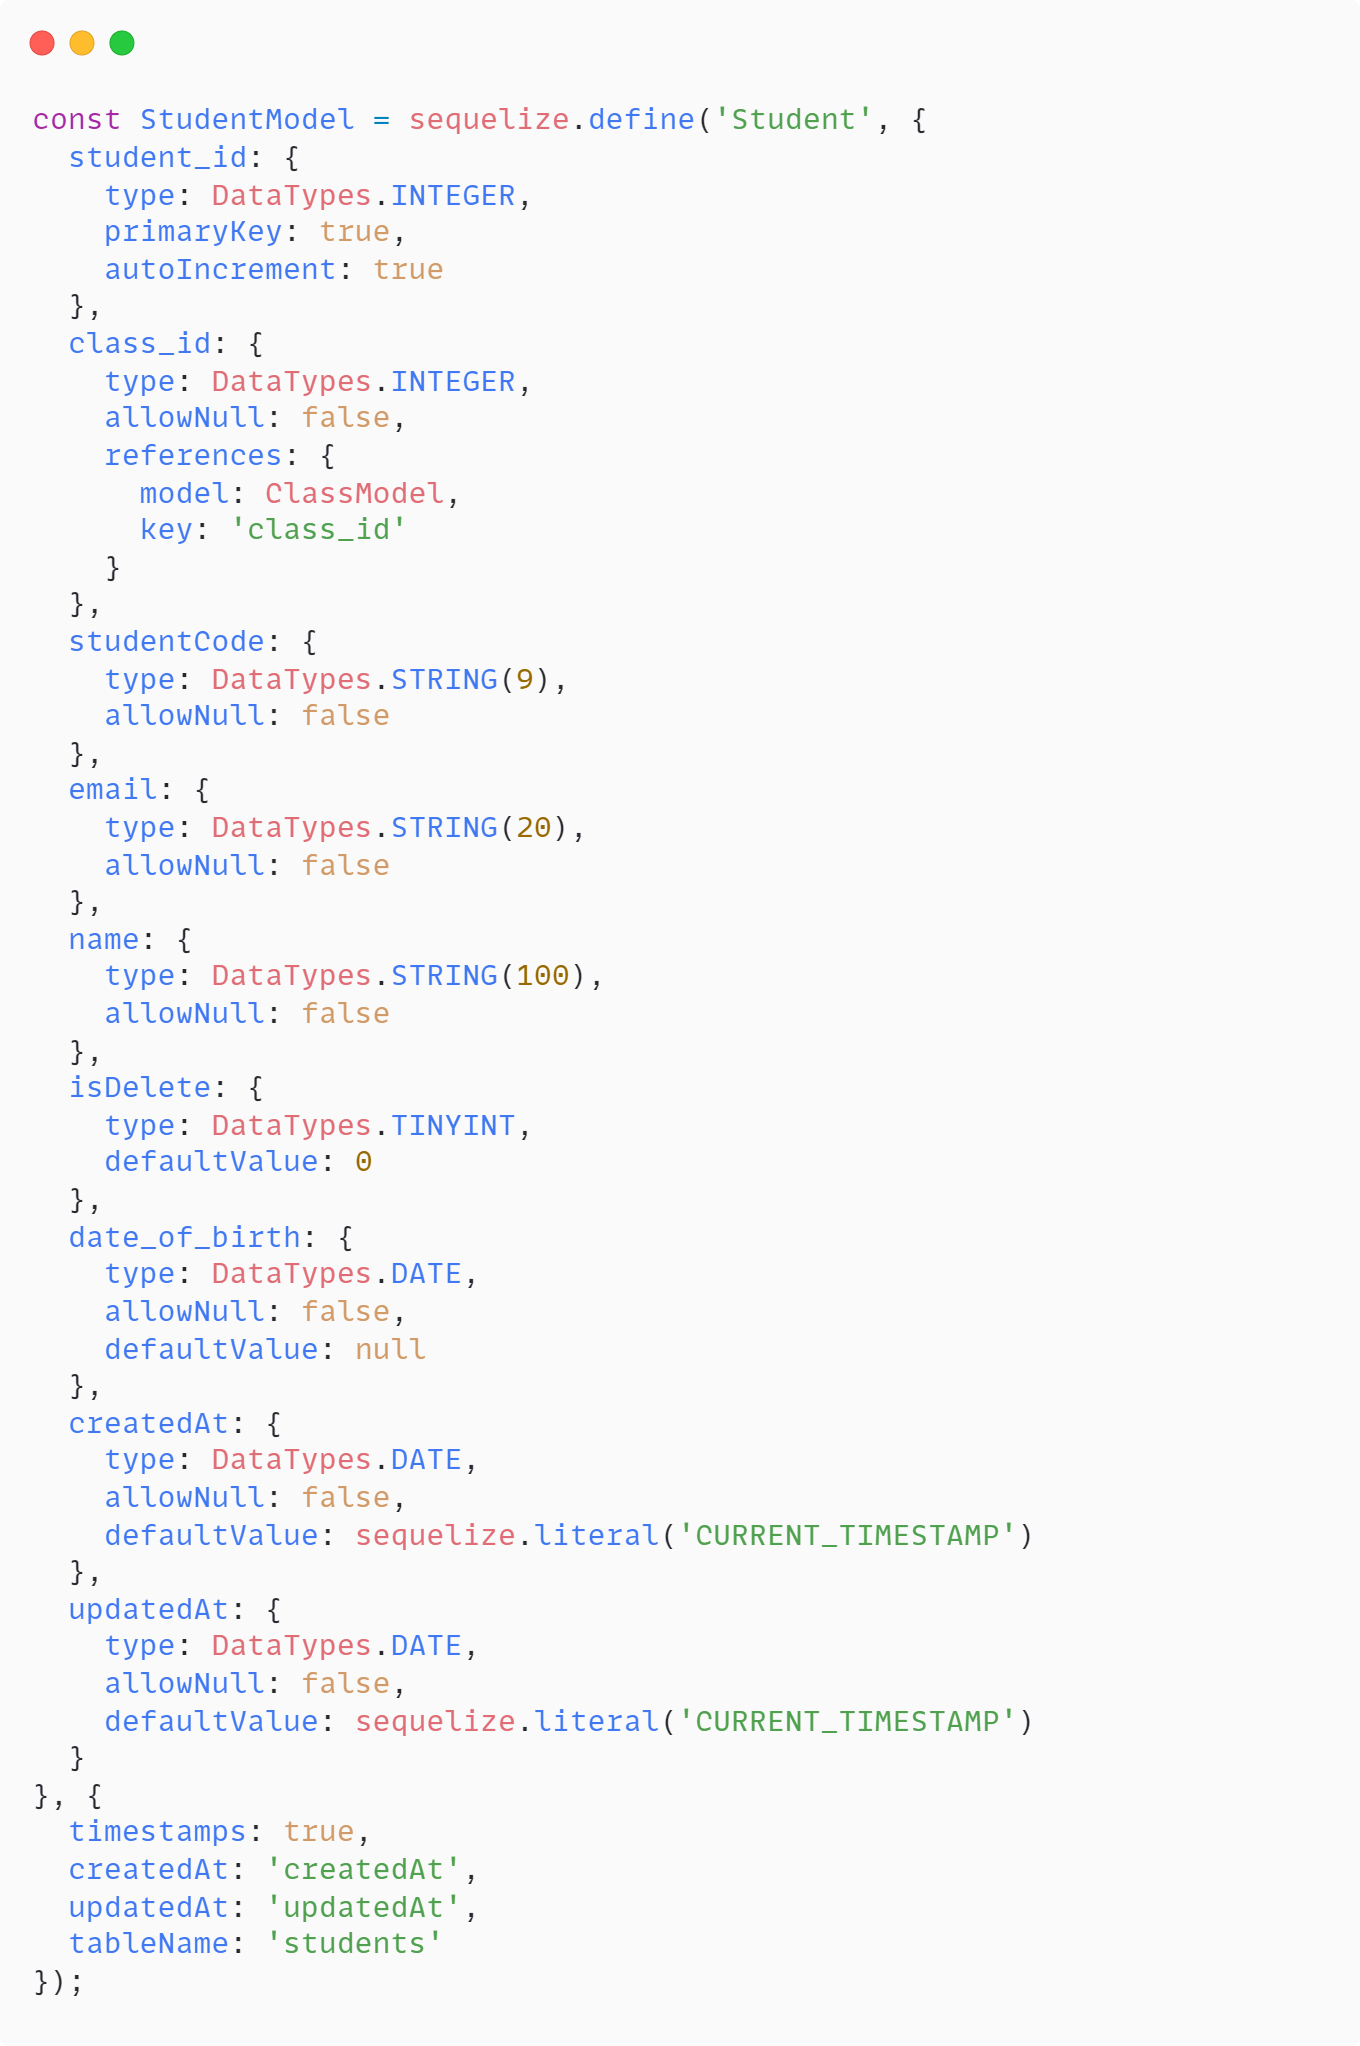 const StudentModel = sequelize.define('Student', {
  student_id: {
    type: DataTypes.INTEGER,
    primaryKey: true,
    autoIncrement: true
  },
  class_id: {
    type: DataTypes.INTEGER,
    allowNull: false,
    references: {
      model: ClassModel,
      key: 'class_id'
    }
  },
  studentCode: {
    type: DataTypes.STRING(9),
    allowNull: false
  },
  email: {
    type: DataTypes.STRING(20),
    allowNull: false
  },
  name: {
    type: DataTypes.STRING(100),
    allowNull: false
  },
  isDelete: {
    type: DataTypes.TINYINT,
    defaultValue: 0
  },
  date_of_birth: {
    type: DataTypes.DATE,
    allowNull: false,
    defaultValue: null
  },
  createdAt: {
    type: DataTypes.DATE,
    allowNull: false,
    defaultValue: sequelize.literal('CURRENT_TIMESTAMP')
  },
  updatedAt: {
    type: DataTypes.DATE,
    allowNull: false,
    defaultValue: sequelize.literal('CURRENT_TIMESTAMP')
  }
}, {
  timestamps: true,
  createdAt: 'createdAt',
  updatedAt: 'updatedAt',
  tableName: 'students'
});